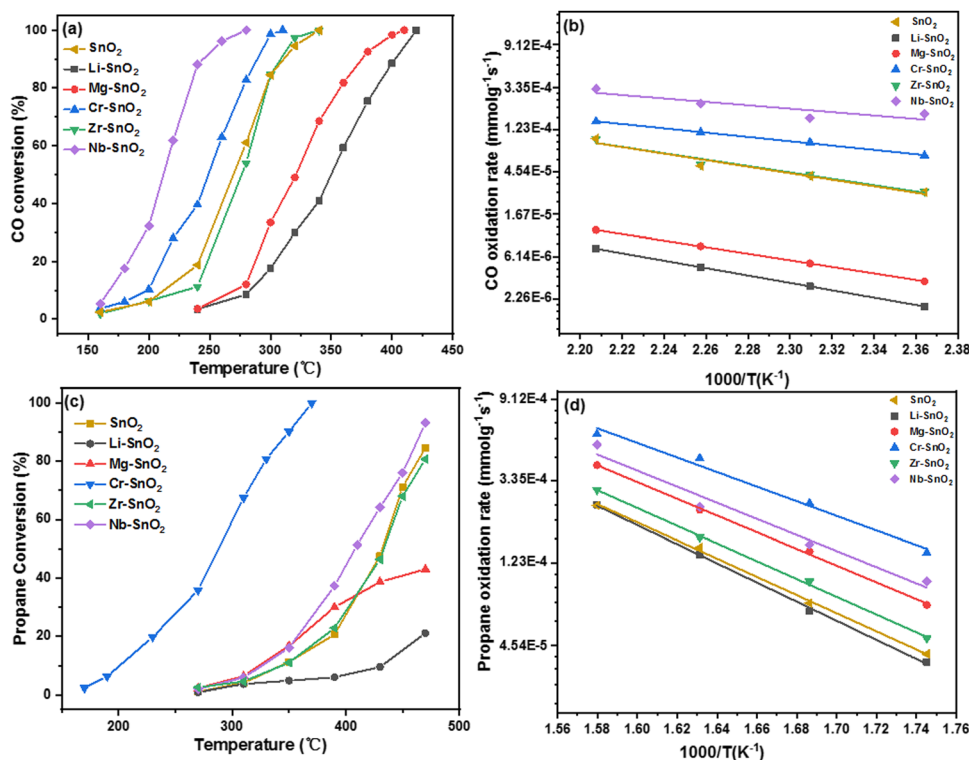 (a)
SnO2
Li-SnO2
Mg-SnO2
Cr-SnO2
Zr-SnO2
Nb-SnO2
CO conversion (%)
100
80
60
40
20
0
150 200 250 300 350 400 450
Temperature (℃)
(b)
SnO2
Li-SnO2
Mg-SnO2
Cr-SnO2
Zr-SnO2
Nb-SnO2
CO oxidation rate (mmolg-1s-1)
9.12E-4
3.35E-4
1.23E-4
4.54E-5
1.67E-5
6.14E-6
2.26E-6
2.20 2.22 2.24 2.26 2.28 2.30 2.32 2.34 2.36 2.38
1000/T(K-1)
(c)
SnO2
Li-SnO2
Mg-SnO2
Cr-SnO2
Zr-SnO2
Nb-SnO2
Propane Conversion (%)
100
80
60
40
20
0
200 300 400 500
Temperature (℃)
(d)
SnO2
Li-SnO2
Mg-SnO2
Cr-SnO2
Zr-SnO2
Nb-SnO2
Propane oxidation rate (mmolg-1s-1)
9.12E-4
3.35E-4
1.23E-4
4.54E-5
1.56 1.58 1.60 1.62 1.64 1.66 1.68 1.70 1.72 1.74 1.76
1000/T(K-1)